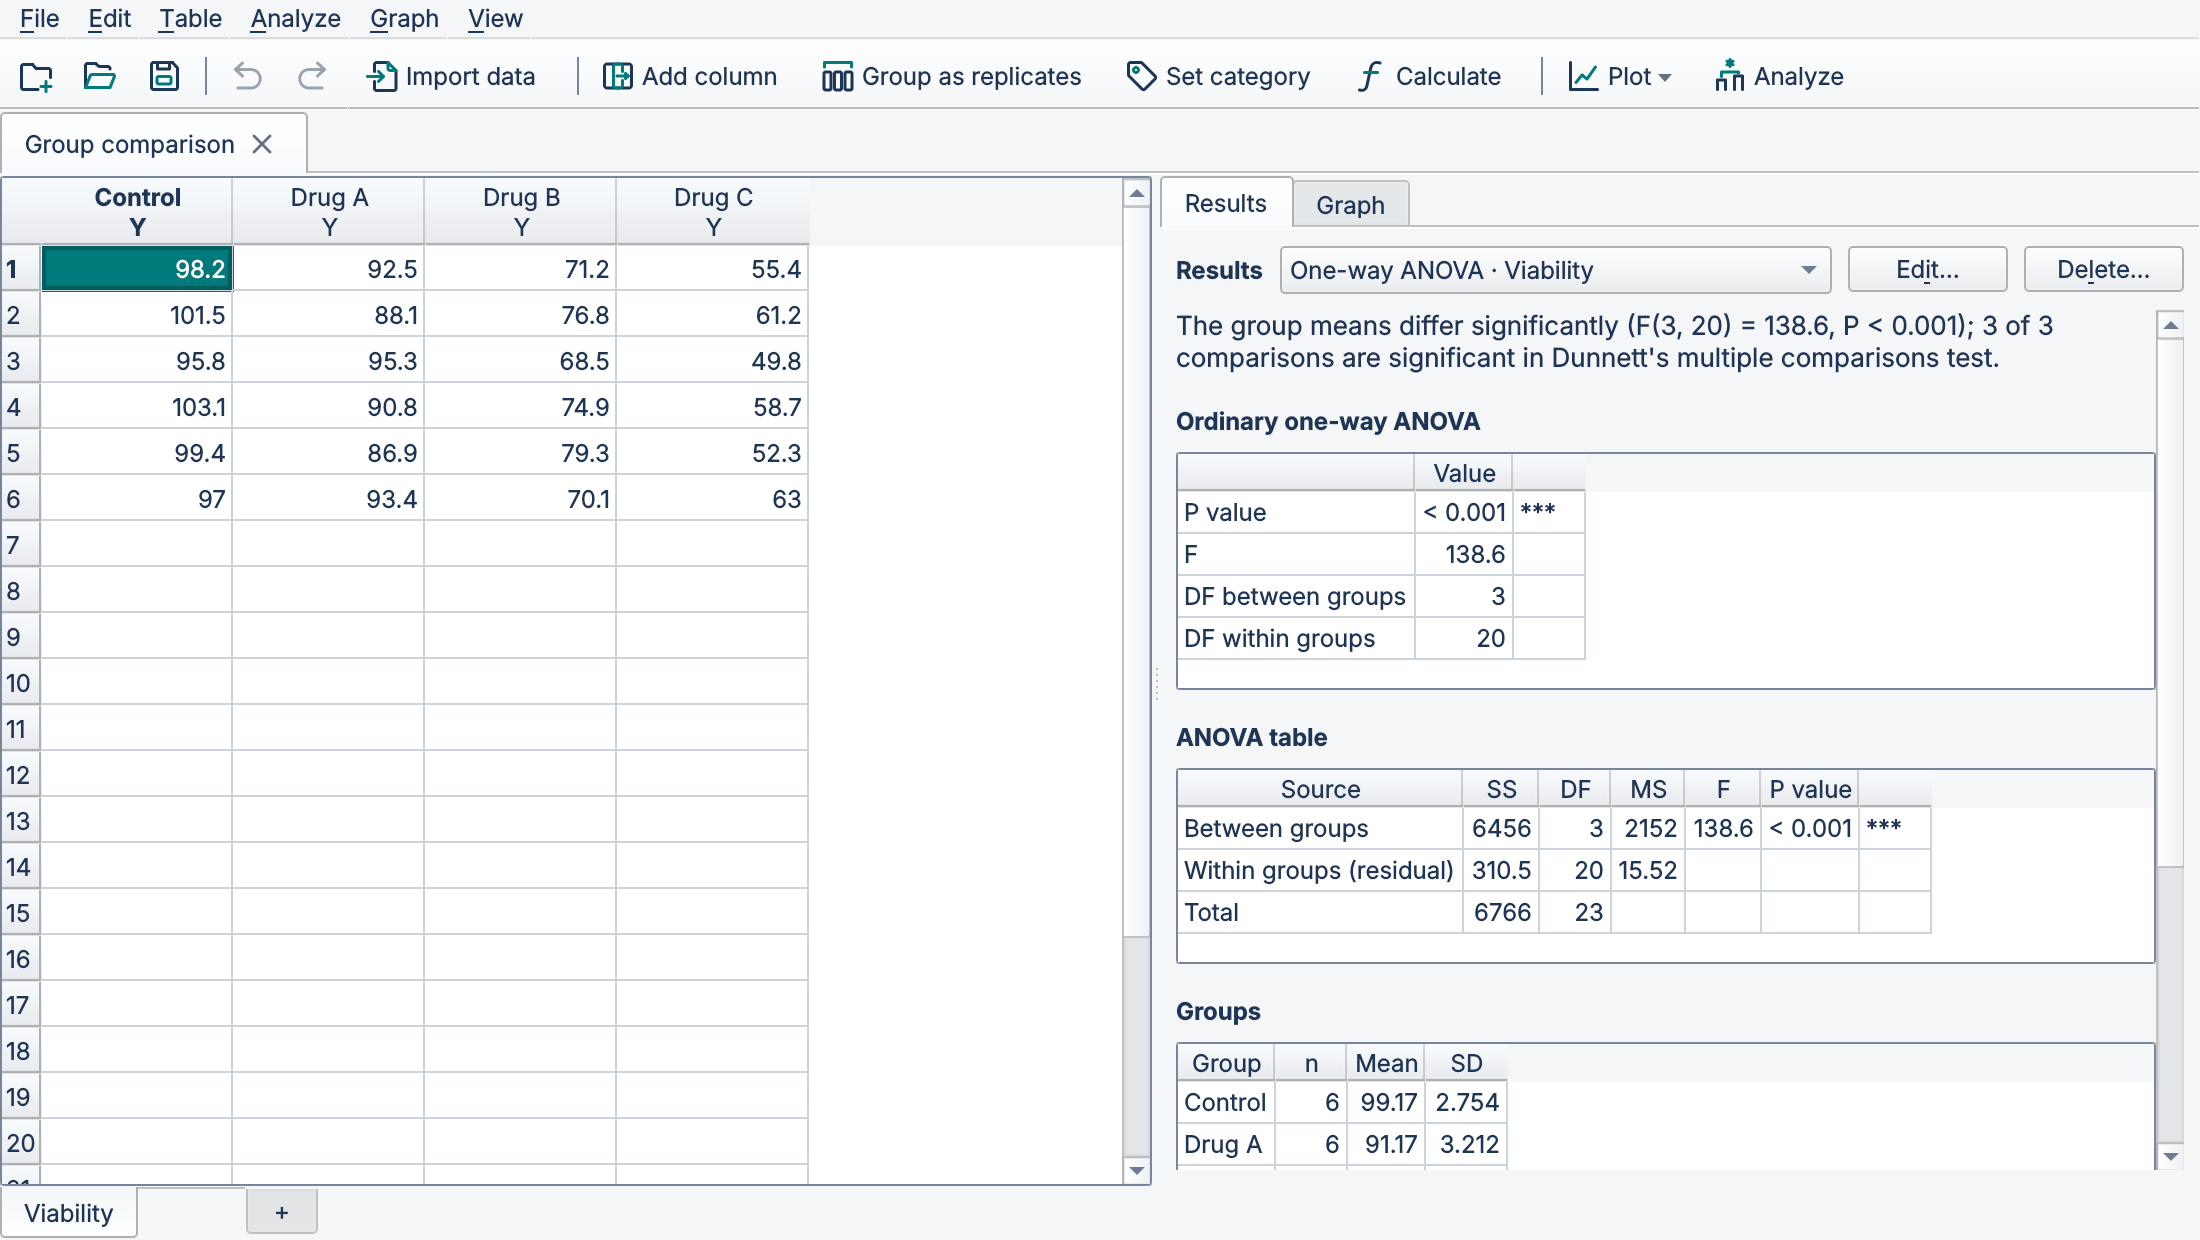 File Edit Table Analyze Graph View
Import data Add column Group as replicates Set category Calculate Plot Analyze
Group comparison
Control Drug A Drug B Drug C
Y Y Y Y
1 98.2 92.5 71.2 55.4
2 101.5 88.1 76.8 61.2
3 95.8 95.3 68.5 49.8
4 103.1 90.8 74.9 58.7
5 99.4 86.9 79.3 52.3
6 97 93.4 70.1 63
7
8
9
10
11
12
13
14
15
16
17
18
19
20
Viability +
Results Graph
Results One-way ANOVA · Viability Edit... Delete...
The group means differ significantly (F(3, 20) = 138.6, P < 0.001); 3 of 3
comparisons are significant in Dunnett's multiple comparisons test.
Ordinary one-way ANOVA
Value
P value < 0.001 ***
F 138.6
DF between groups 3
DF within groups 20
ANOVA table
Source SS DF MS F P value
Between groups 6456 3 2152 138.6 < 0.001 ***
Within groups (residual) 310.5 20 15.52
Total 6766 23
Groups
Group n Mean SD
Control 6 99.17 2.754
Drug A 6 91.17 3.212